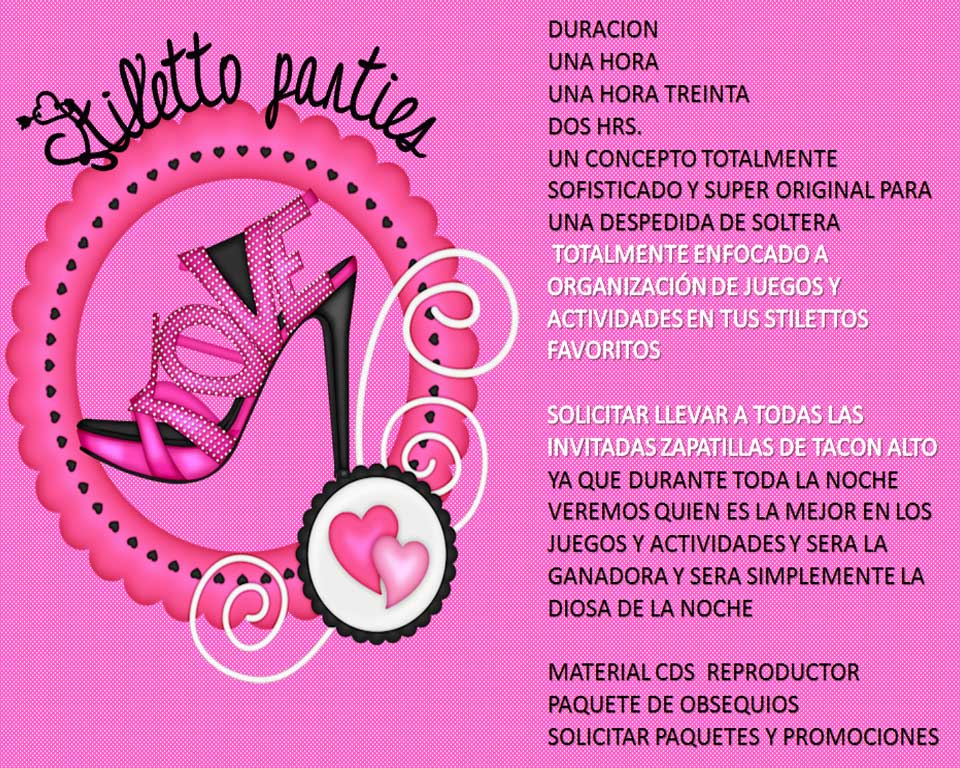 Stiletto parties
LOVE
DURACION
UNA HORA
UNA HORA TREINTA
DOS HRS.
UN CONCEPTO TOTALMENTE
SOFISTICADO Y SUPER ORIGINAL PARA
UNA DESPEDIDA DE SOLTERA
TOTALMENTE ENFOCADO A
ORGANIZACIÓN DE JUEGOS Y
ACTIVIDADES EN TUS STILETTOS
FAVORITOS
SOLICITAR LLEVAR A TODAS LAS
INVITADAS ZAPATILLAS DE TACON ALTO
YA QUE DURANTE TODA LA NOCHE
VEREMOS QUIEN ES LA MEJOR EN LOS
JUEGOS Y ACTIVIDADES Y SERA LA
GANADORA Y SERA SIMPLEMENTE LA
DIOSA DE LA NOCHE
MATERIAL CDS REPRODUCTOR
PAQUETE DE OBSEQUIOS
SOLICITAR PAQUETES Y PROMOCIONES